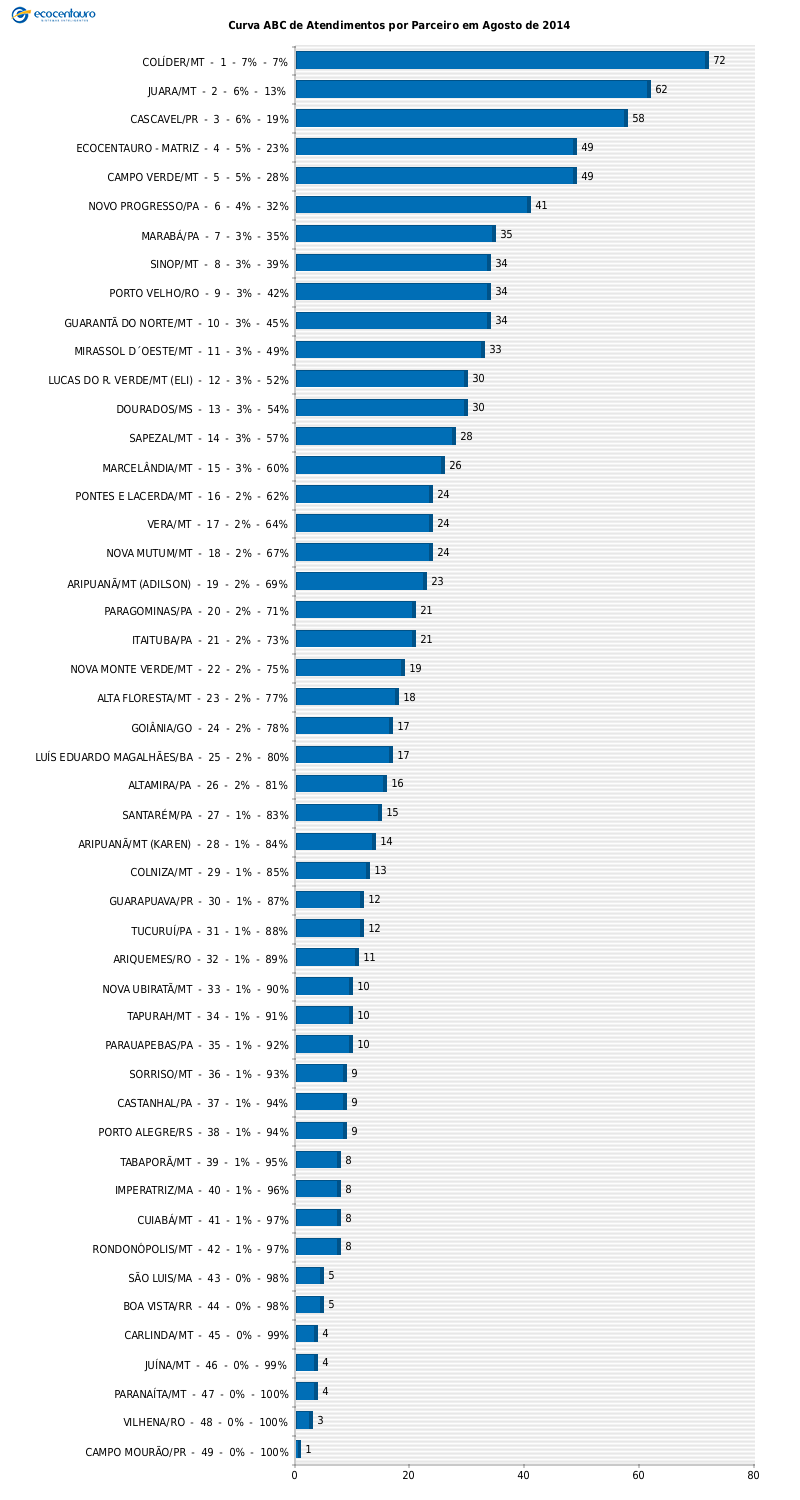 ecocentauro
Curva ABC de Atendimentos por Parceiro em Agosto de 2014
COLÍDER/MT - 1 - 7% - 7% 72
JUARA/MT - 2 - 6% - 13% 62
CASCAVEL/PR - 3 - 6% - 19% 58
ECOCENTAURO - MATRIZ - 4 - 5% - 23% 49
CAMPO VERDE/MT - 5 - 5% - 28% 49
NOVO PROGRESSO/PA - 6 - 4% - 32% 41
MARABÁ/PA - 7 - 3% - 35% 35
SINOP/MT - 8 - 3% - 39% 34
PORTO VELHO/RO - 9 - 3% - 42% 34
GUARANTÃ DO NORTE/MT - 10 - 3% - 45% 34
MIRASSOL D´OESTE/MT - 11 - 3% - 49% 33
LUCAS DO R. VERDE/MT (ELI) - 12 - 3% - 52% 30
DOURADOS/MS - 13 - 3% - 54% 30
SAPEZAL/MT - 14 - 3% - 57% 28
MARCELÂNDIA/MT - 15 - 3% - 60% 26
PONTES E LACERDA/MT - 16 - 2% - 62% 24
VERA/MT - 17 - 2% - 64% 24
NOVA MUTUM/MT - 18 - 2% - 67% 24
ARIPUANÃ/MT (ADILSON) - 19 - 2% - 69% 23
PARAGOMINAS/PA - 20 - 2% - 71% 21
ITAITUBA/PA - 21 - 2% - 73% 21
NOVA MONTE VERDE/MT - 22 - 2% - 75% 19
ALTA FLORESTA/MT - 23 - 2% - 77% 18
GOIÂNIA/GO - 24 - 2% - 78% 17
LUÍS EDUARDO MAGALHÃES/BA - 25 - 2% - 80% 17
ALTAMIRA/PA - 26 - 2% - 81% 16
SANTARÉM/PA - 27 - 1% - 83% 15
ARIPUANÃ/MT (KAREN) - 28 - 1% - 84% 14
COLNIZA/MT - 29 - 1% - 85% 13
GUARAPUAVA/PR - 30 - 1% - 87% 12
TUCURUÍ/PA - 31 - 1% - 88% 12
ARIQUEMES/RO - 32 - 1% - 89% 11
NOVA UBIRATÃ/MT - 33 - 1% - 90% 10
TAPURAH/MT - 34 - 1% - 91% 10
PARAUAPEBAS/PA - 35 - 1% - 92% 10
SORRISO/MT - 36 - 1% - 93% 9
CASTANHAL/PA - 37 - 1% - 94% 9
PORTO ALEGRE/RS - 38 - 1% - 94% 9
TABAPORÃ/MT - 39 - 1% - 95% 8
IMPERATRIZ/MA - 40 - 1% - 96% 8
CUIABÁ/MT - 41 - 1% - 97% 8
RONDONÓPOLIS/MT - 42 - 1% - 97% 8
SÃO LUIS/MA - 43 - 0% - 98% 5
BOA VISTA/RR - 44 - 0% - 98% 5
CARLINDA/MT - 45 - 0% - 99% 4
JUÍNA/MT - 46 - 0% - 99% 4
PARANAÍTA/MT - 47 - 0% - 100% 4
VILHENA/RO - 48 - 0% - 100% 3
CAMPO MOURÃO/PR - 49 - 0% - 100% 1
0 20 40 60 80